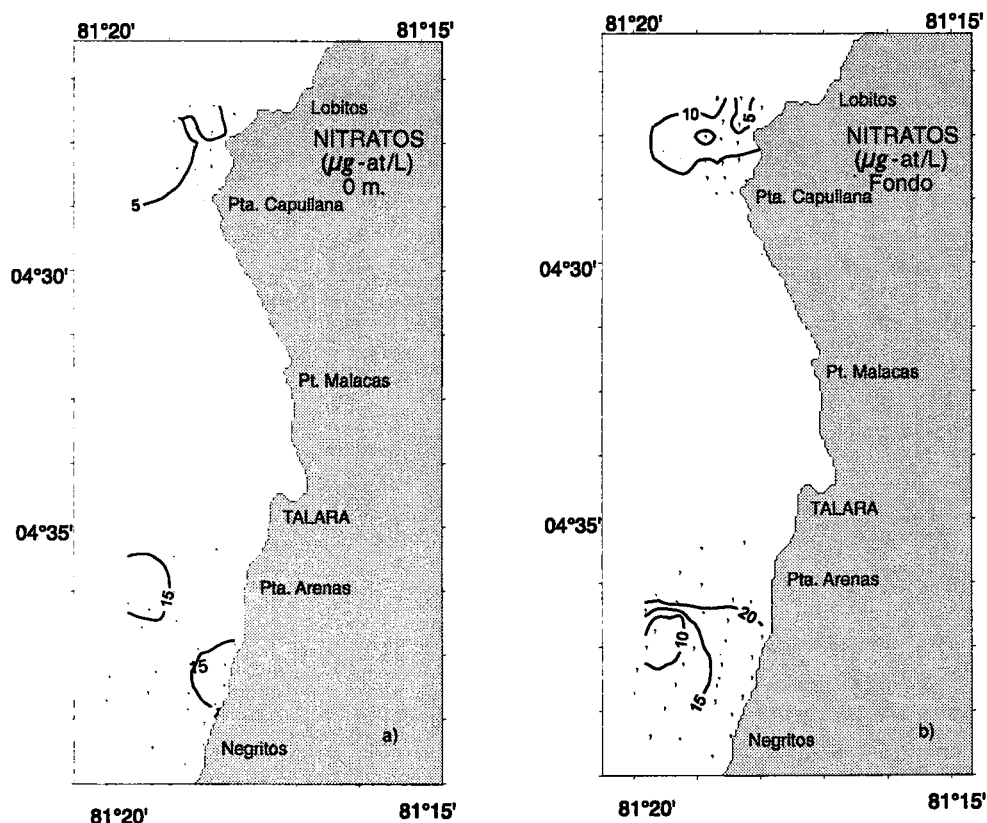 81°20'
81°15'
Lobitos
NITRATOS
(µg-at/L)
0 m.
5
Pta. Capullana
04°30'
Pt. Malacas
TALARA
04°35'
Pta. Arenas
15
15
Negritos
a)
81°20'
81°15'
81°20'
81°15'
10
5
Lobitos
NITRATOS
(µg-at/L)
Fondo
Pta. Capullana
04°30'
Pt. Malacas
TALARA
04°35'
Pta. Arenas
20
10
15
Negritos
b)
81°20'
81°15'